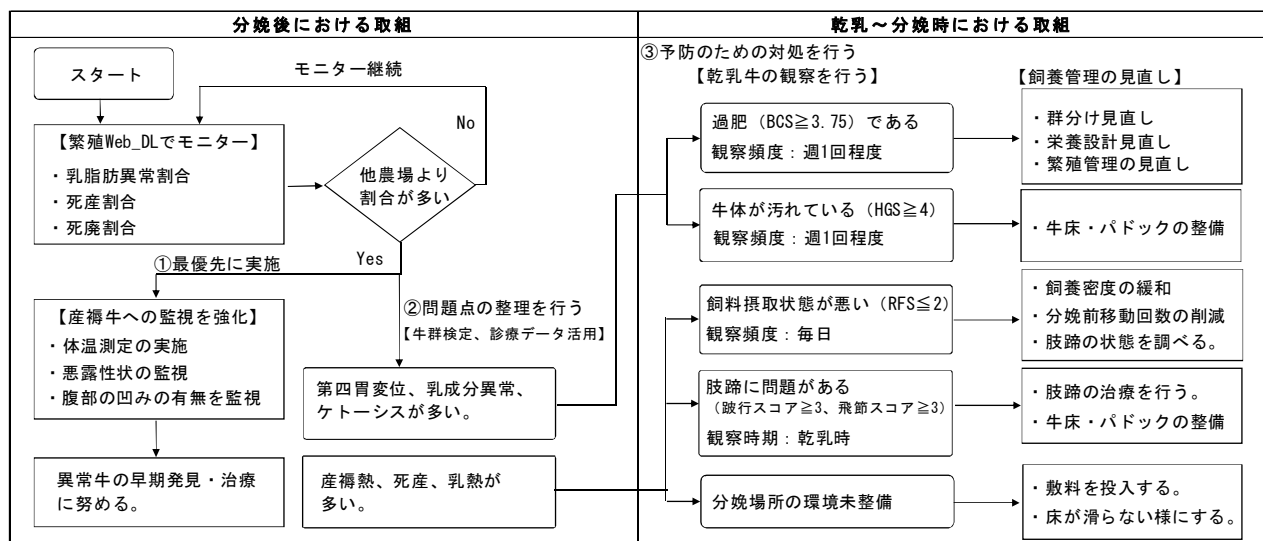 分娩後における取組
スタート
モニター継続
【繁殖Web_DLでモニター】
・乳脂肪異常割合
・死産割合
・死廃割合
他農場より
割合が多い
No
Yes
①最優先に実施
【産褥牛への監視を強化】
・体温測定の実施
・悪露性状の監視
・腹部の凹みの有無を監視
異常牛の早期発見・治療
に努める。
②問題点の整理を行う
【牛群検定、診療データ活用】
第四胃変位、乳成分異常、
ケトーシスが多い。
産褥熱、死産、乳熱が
多い。
乾乳～分娩時における取組
③予防のための対処を行う
【乾乳牛の観察を行う】
【飼養管理の見直し】
過肥（BCS≧3.75）である
観察頻度：週1回程度
・群分け見直し
・栄養設計見直し
・繁殖管理の見直し
牛体が汚れている（HGS≧4）
観察頻度：週1回程度
・牛床・パドックの整備
飼料摂取状態が悪い（RFS≦2）
観察頻度：毎日
・飼養密度の緩和
・分娩前移動回数の削減
・肢蹄の状態を調べる。
肢蹄に問題がある
（跛行スコア≧3、飛節スコア≧3）
観察時期：乾乳時
・肢蹄の治療を行う。
・牛床・パドックの整備
分娩場所の環境未整備
・敷料を投入する。
・床が滑らない様にする。